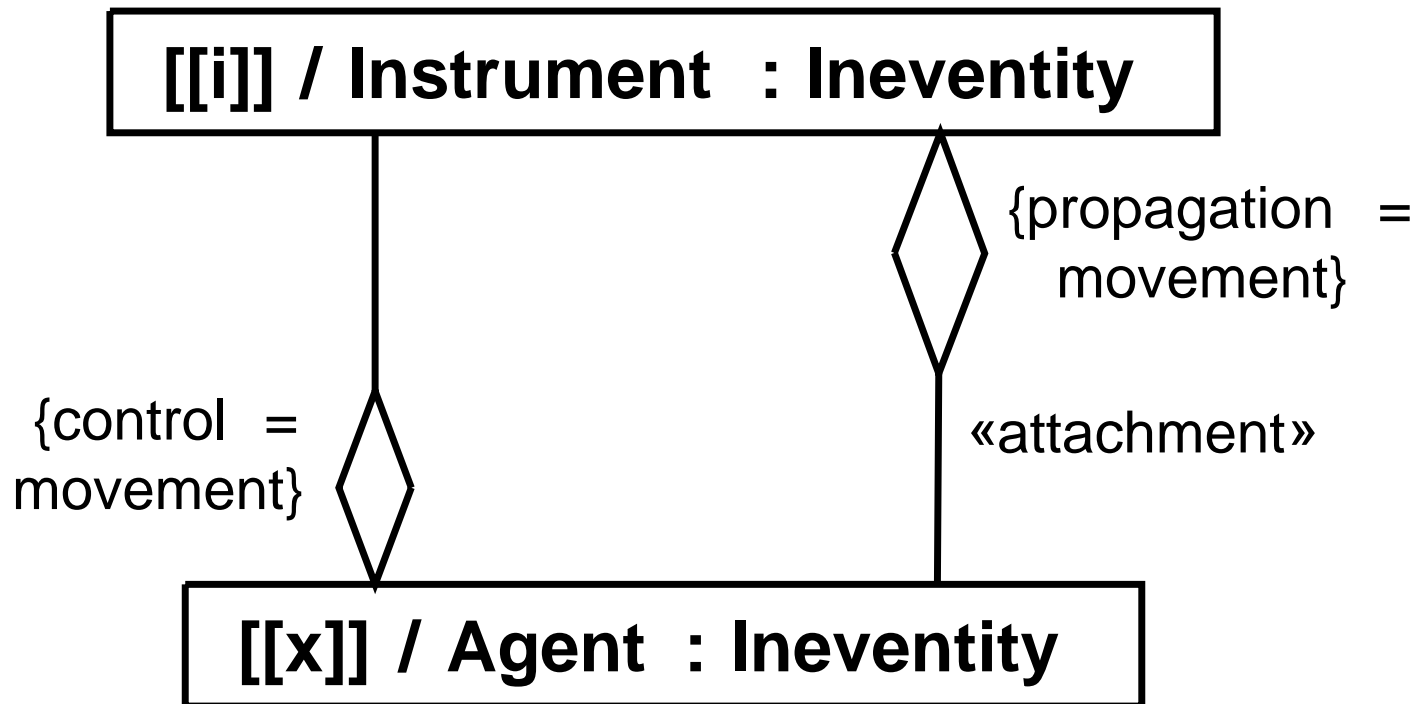 [[i]] / Instrument : Ineventity
{propagation =
movement}
{control =
movement}
«attachment»
[[x]] / Agent : Ineventity